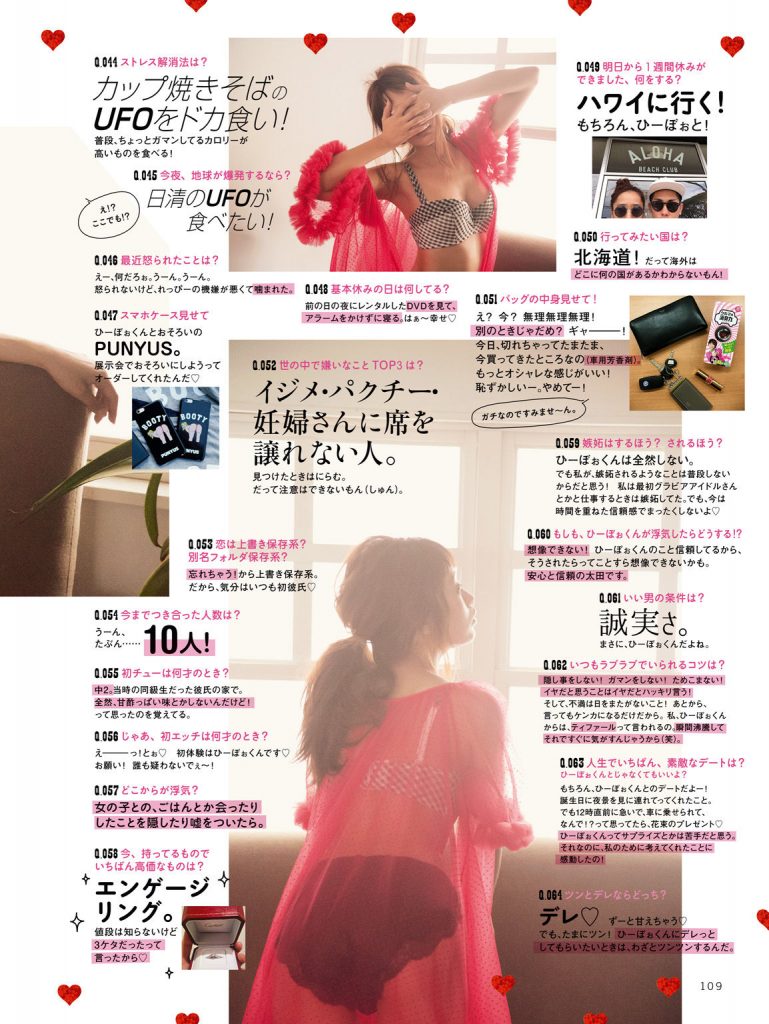 Q.044 ストレス解消法は?
カップ焼きそばの
UFOをドカ食い!
普段、ちょっとガマンしてるカロリーが
高いものを食べる!
Q.045 今夜、地球が爆発するなら?
日清のUFOが
食べたい!
え!?
ここでも!?
Q.046 最近怒られたことは?
えー、何だろぉ。うーん。うーん。
怒られないけど、れっぴーの機嫌が悪くて噛まれた。
Q.047 スマホケース見せて
ひーぽぉくんとおそろいの
PUNYUS。
展示会でおそろいにしようって
オーダーしてくれたんだ♡
BOOTY
PUNYUS
BOOTY
PUNYUS
Q.048 基本休みの日は何してる?
前の日の夜にレンタルしたDVDを見て、
アラームをかけずに寝る。はぁ〜幸せ♡
Q.049 明日から1週間休みが
できました、何をする?
ハワイに行く!
もちろん、ひーぽぉと!
ALOHA
BEACH CLUB
Q.050 行ってみたい国は?
北海道! だって海外は
どこに何の国があるかわからないもん!
Q.051 バッグの中身見せて!
え? 今? 無理無理無理!
別のときじゃだめ? ギャーーー!
今日、切れちゃってたまたま、
今買ってきたところなの(車用芳香剤)。
もっとオシャレな感じがいい!
恥ずかしいー。やめてー!
ガチなのですみませ〜ん。
Q.052 世の中で嫌いなことTOP3は?
イジメ・パクチー・
妊婦さんに席を
譲れない人。
見つけたときはにらむ。
だって注意はできないもん(しゅん)。
Q.053 恋は上書き保存系?
別名フォルダ保存系?
忘れちゃう!から上書き保存系。
だから、気分はいつも初彼氏♡
Q.054 今までつき合った人数は?
うーん、
たぶん……10人!
Q.055 初チューは何才のとき?
中2。当時の同級生だった彼氏の家で。
全然、甘酸っぱい味とかしないんだけど!
って思ったのを覚えてる。
Q.056 じゃあ、初エッチは何才のとき?
えーーーっ!とぉ♡ 初体験はひーぽぉくんです♡
お願い! 誰も疑わないでぇ〜!
Q.057 どこからが浮気?
女の子との、ごはんとか会ったり
したことを隠したり嘘をついたら。
Q.058 今、持ってるもので
いちばん高価なものは?
エンゲージ
リング。
値段は知らないけど
3ケタだったって
言ったから♡
Cartier
Q.059 嫉妬はするほう? されるほう?
ひーぽぉくんは全然しない。
でも私が、嫉妬されるようなことは普段しない
からだと思う! 私は最初グラビアアイドルさん
とかと仕事するときは嫉妬してた。でも、今は
時間を重ねた信頼感でまったくしないよ♡
Q.060 もしも、ひーぽぉくんが浮気したらどうする!?
想像できない! ひーぽぉくんのこと信頼してるから、
そうされたらってことすら想像できないかも。
安心と信頼の太田です。
Q.061 いい男の条件は?
誠実さ。
まさに、ひーぽぉくんだよね。
Q.062 いつもラブラブでいられるコツは?
隠し事をしない! ガマンをしない! ためこまない!
イヤだと思うことはイヤだとハッキリ言う!
そして、不満は日をまたがないこと! あとから、
言ってもケンカになるだけだから。 私、ひーぽぉくん
からは、ティファールって言われるの。瞬間沸騰して
それですぐに気がすんじゃうから(笑)。
Q.063 人生でいちばん、素敵なデートは?
ひーぽぉくんとじゃなくてもいいよ?
もちろん、ひーぽぉくんとのデートだよー!
誕生日に夜景を見に連れてってくれたこと。
でも12時直前に急いで、車に乗せられて、
なんで!?って思ってたら、花束のプレゼント♡
ひーぽぉくんってサプライズとかは苦手だと思う。
それなのに、私のために考えてくれたことに
感動したの!
Q.064 ツンとデレならどっち?
デレ♡ ずーと甘えちゃう♡
でも、たまにツン! ひーぽぉくんにデレっと
してもらいたいときは、わざとツンツンするんだ。
109